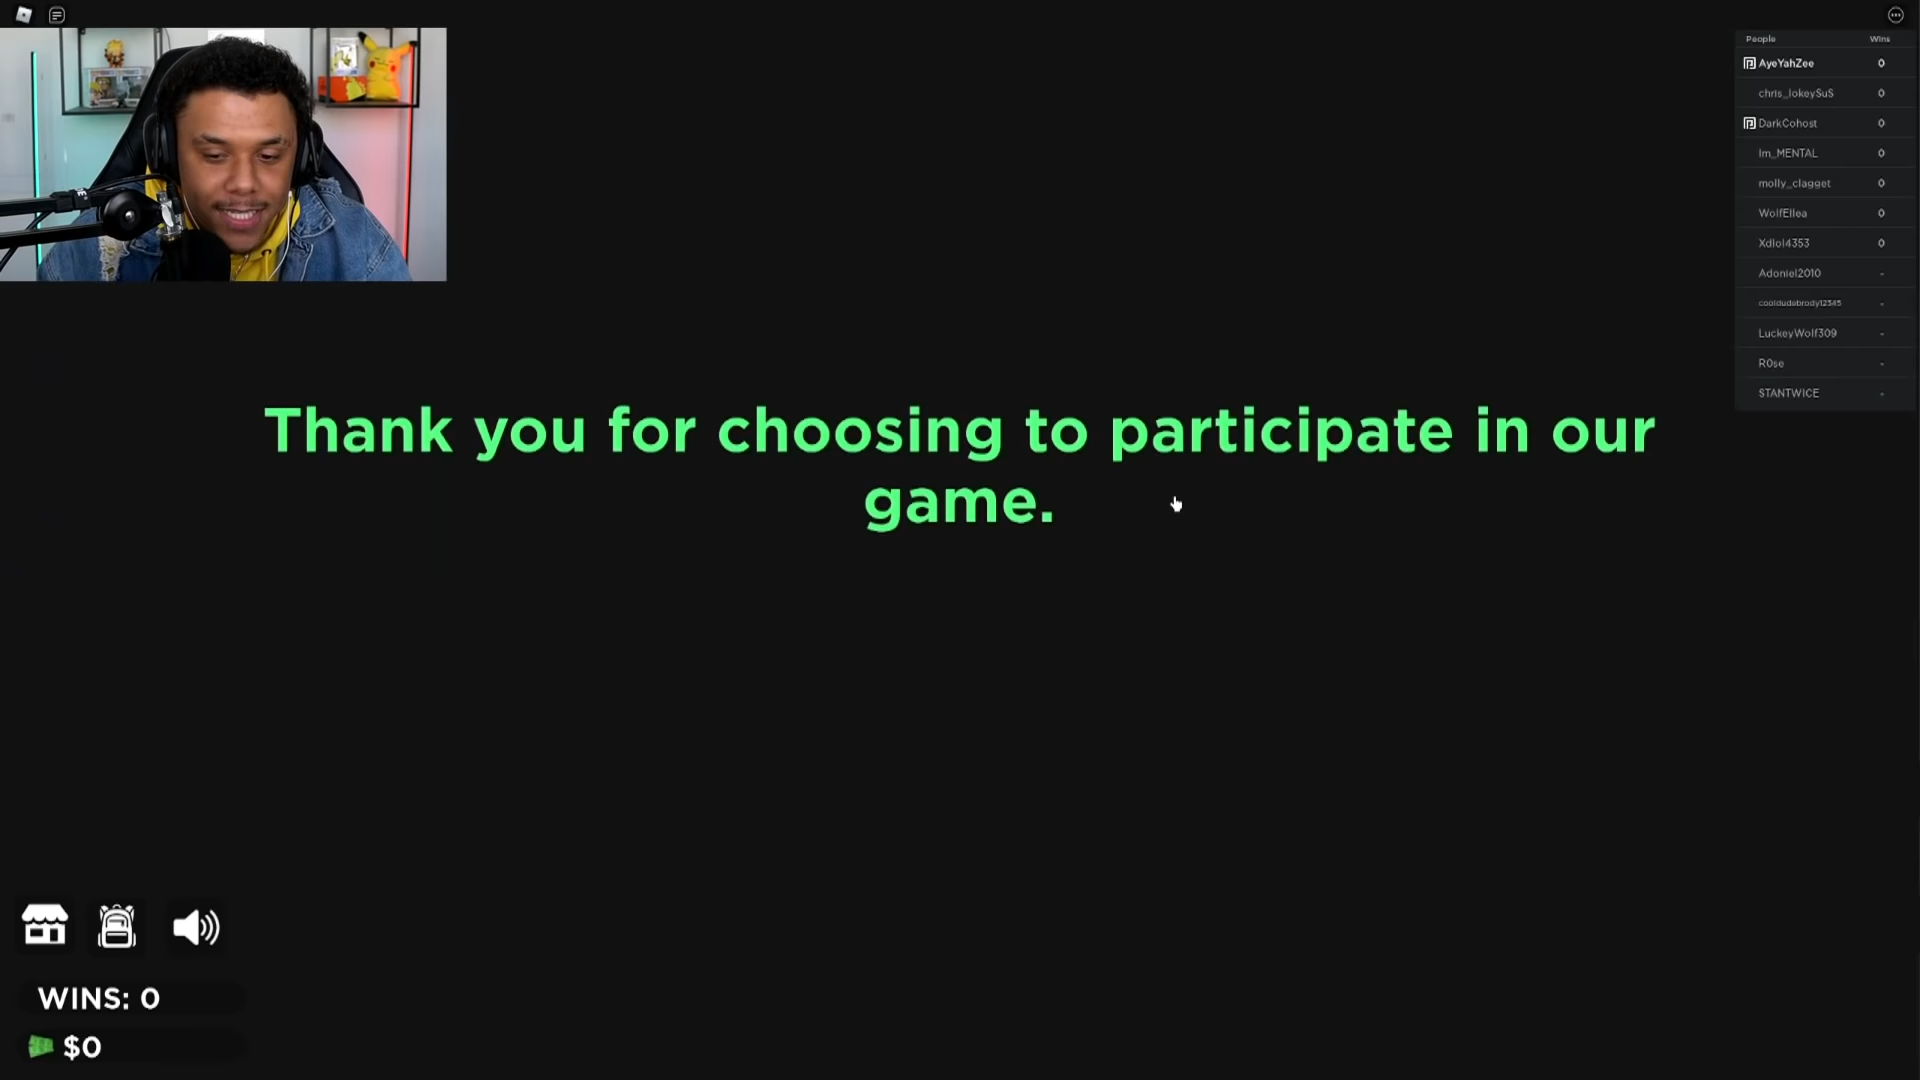 People Wins
AyeYahZee 0
chris_lokeySuS 0
DarkCohost 0
Im_MENTAL 0
molly_clagget 0
WolfEllea 0
Xdlol4353 0
Adoniel2010 -
cooldudebrody12345 -
LuckeyWolf309 -
R0se -
STANTWICE -
Thank you for choosing to participate in our
game.
WINS: 0
$0